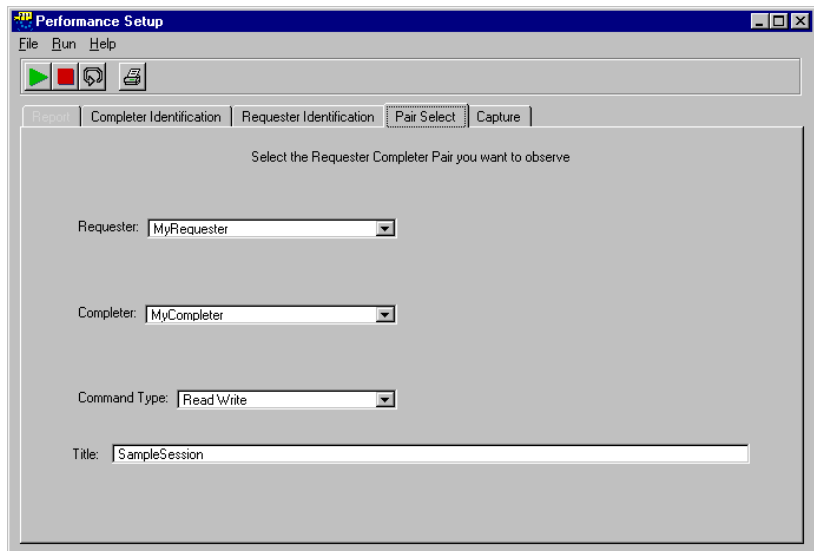 Performance Setup
File Run Help
Report Completer Identification Requester Identification Pair Select Capture
Select the Requester Completer Pair you want to observe
Requester: MyRequester
Completer: MyCompleter
Command Type: Read Write
Title: SampleSession